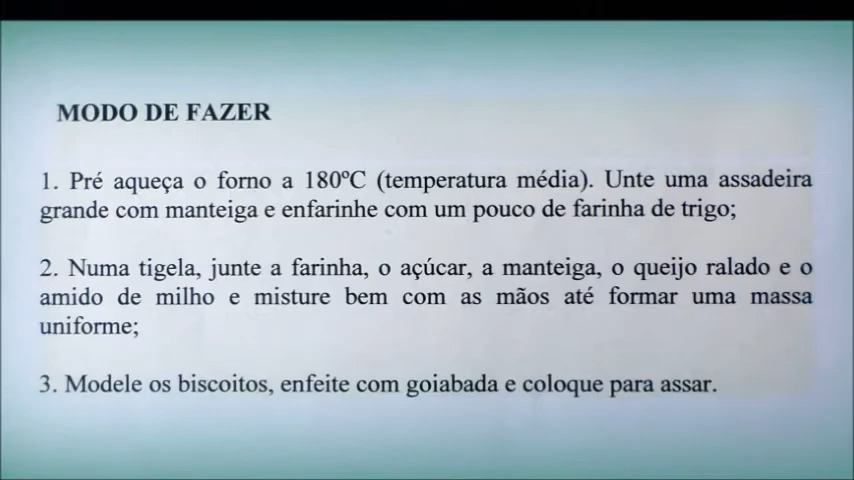 MODO DE FAZER
1. Pré aqueça o forno a 180ºC (temperatura média). Unte uma assadeira
grande com manteiga e enfarinhe com um pouco de farinha de trigo;
2. Numa tigela, junte a farinha, o açúcar, a manteiga, o queijo ralado e o
amido de milho e misture bem com as mãos até formar uma massa
uniforme;
3. Modele os biscoitos, enfeite com goiabada e coloque para assar.